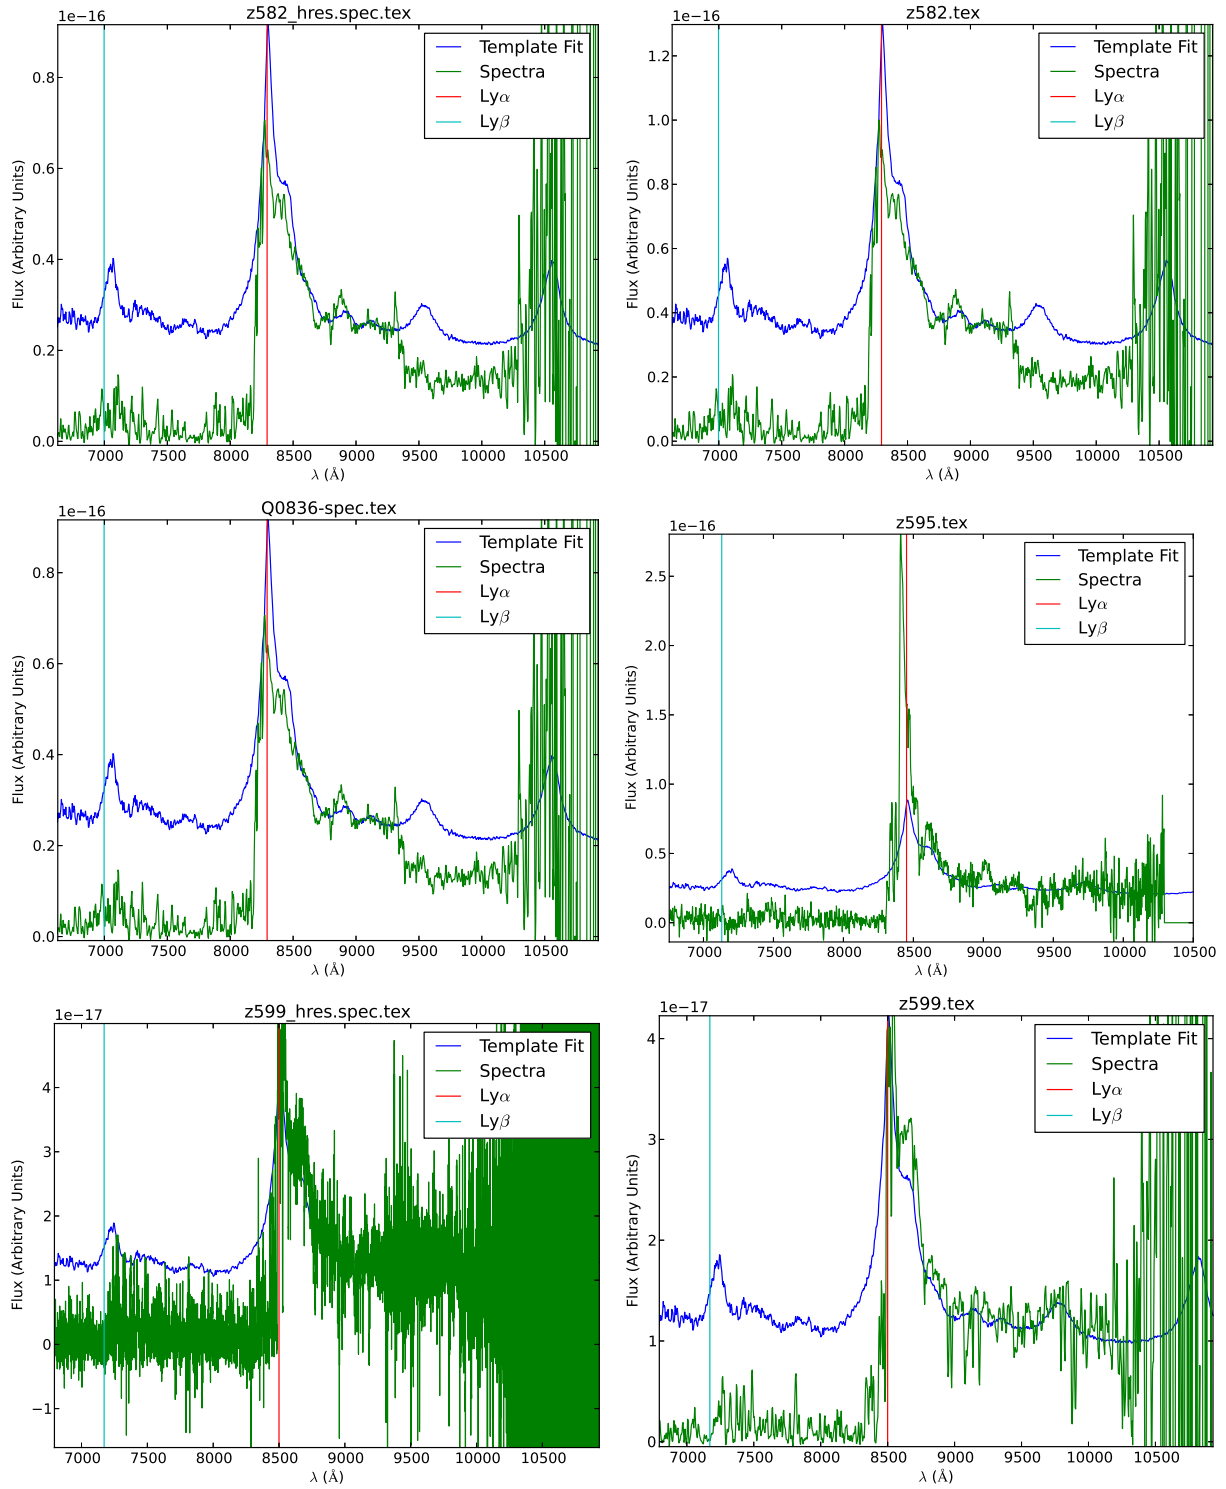 1e−16
z582_hres.spec.tex
Template Fit
Spectra
Lyα
Lyβ
Flux (Arbitrary Units)
0.8
0.6
0.4
0.2
0.0
7000 7500 8000 8500 9000 9500 10000 10500
λ (Å)
1e−16
z582.tex
Template Fit
Spectra
Lyα
Lyβ
Flux (Arbitrary Units)
1.2
1.0
0.8
0.6
0.4
0.2
0.0
7000 7500 8000 8500 9000 9500 10000 10500
λ (Å)
1e−16
Q0836-spec.tex
Template Fit
Spectra
Lyα
Lyβ
Flux (Arbitrary Units)
0.8
0.6
0.4
0.2
0.0
7000 7500 8000 8500 9000 9500 10000 10500
λ (Å)
1e−16
z595.tex
Template Fit
Spectra
Lyα
Lyβ
Flux (Arbitrary Units)
2.5
2.0
1.5
1.0
0.5
0.0
7000 7500 8000 8500 9000 9500 10000 10500
λ (Å)
1e−17
z599_hres.spec.tex
Template Fit
Spectra
Lyα
Lyβ
Flux (Arbitrary Units)
4
3
2
1
0
−1
7000 7500 8000 8500 9000 9500 10000 10500
λ (Å)
1e−17
z599.tex
Template Fit
Spectra
Lyα
Lyβ
Flux (Arbitrary Units)
4
3
2
1
0
7000 7500 8000 8500 9000 9500 10000 10500
λ (Å)